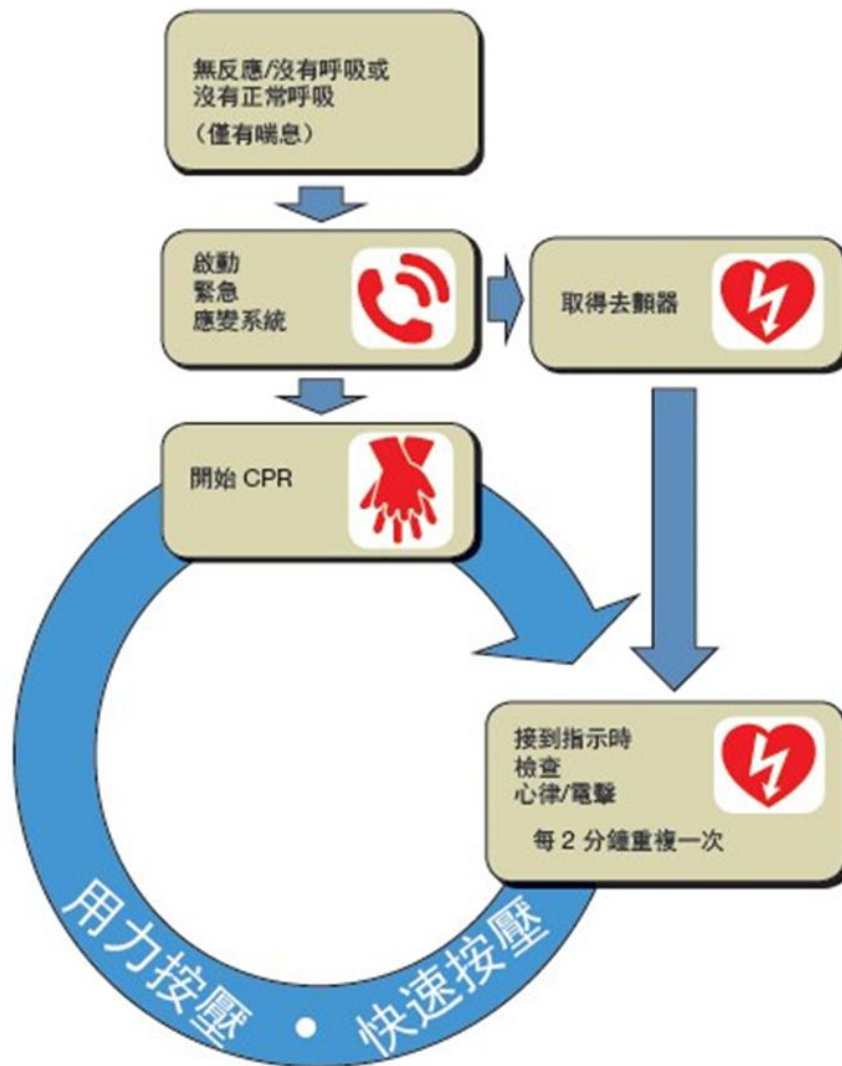 無反應/沒有呼吸或
沒有正常呼吸
(僅有喘息)
啟動
緊急
應變系統
取得去顫器
開始 CPR
接到指示時
檢查
心律/電擊
每 2 分鐘重複一次
用力按壓 • 快速按壓